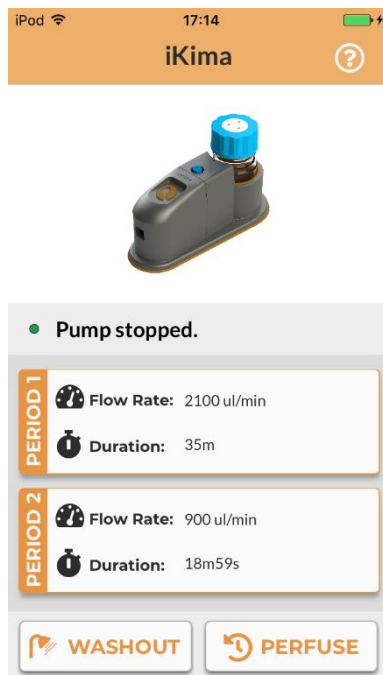 iPod 17:14
iKima
?
Pump stopped.
PERIOD 1
Flow Rate: 2100 ul/min
Duration: 35m
PERIOD 2
Flow Rate: 900 ul/min
Duration: 18m59s
WASHOUT PERFUSE